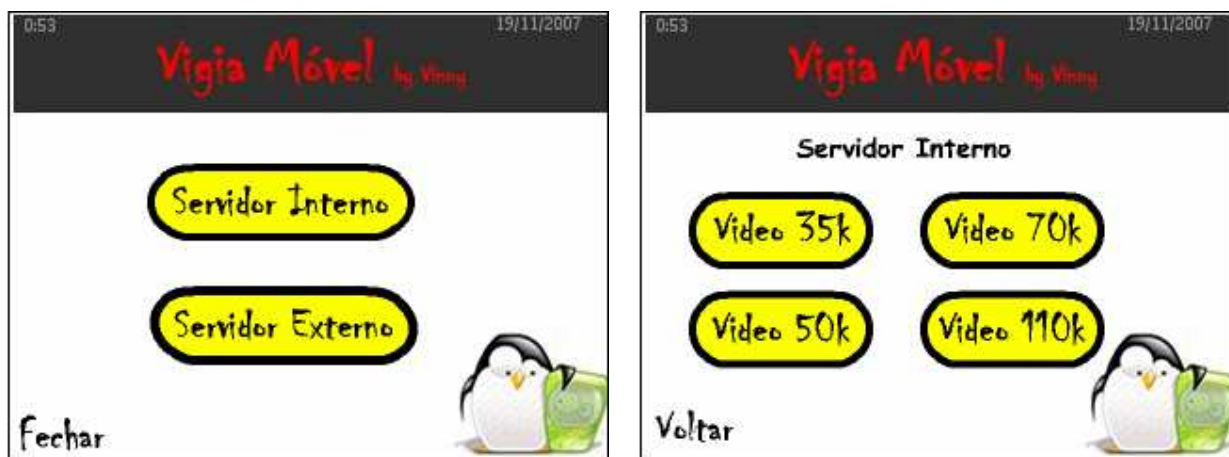 0:53 19/11/2007
Vigia Móvel by Vinny
Servidor Interno
Servidor Externo
Fechar
0:53 19/11/2007
Vigia Móvel by Vinny
Servidor Interno
Video 35k Video 70k
Video 50k Video 110k
Voltar